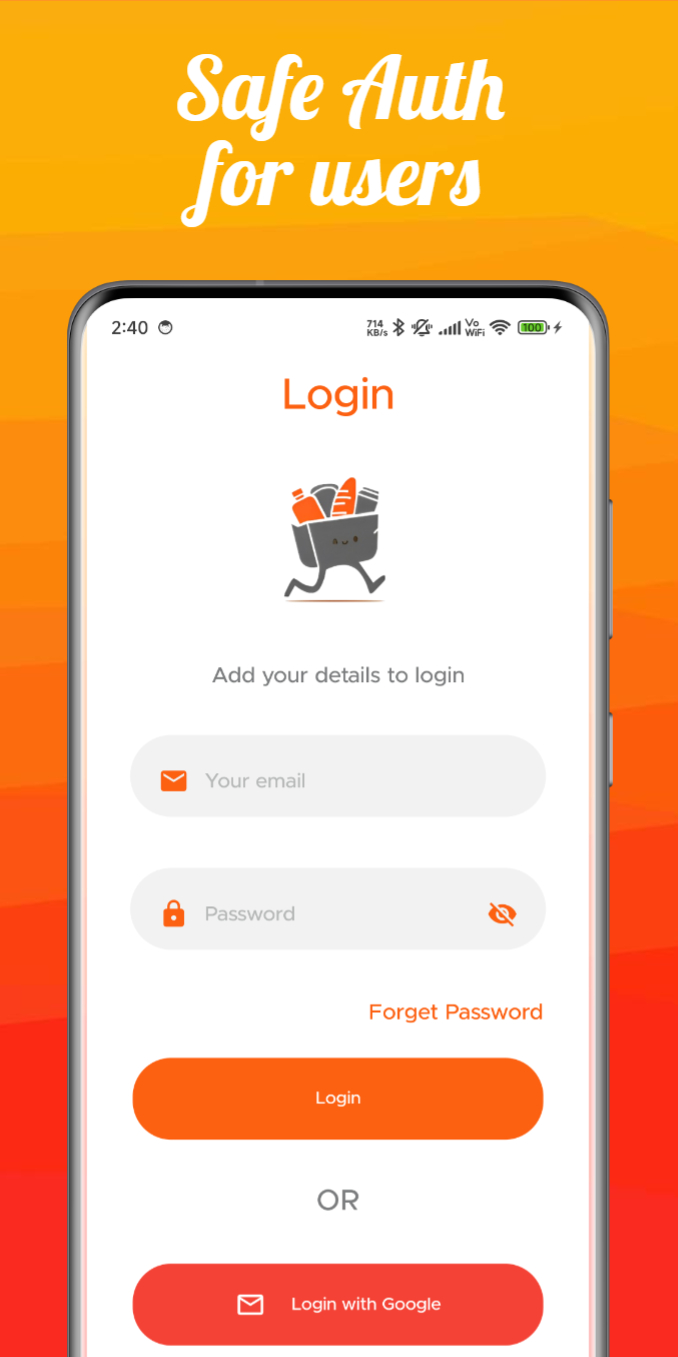 Safe Auth
for users
2:40
714
KB/s
Vo
WiFi
100
Login
Add your details to login
Your email
Password
Forget Password
Login
OR
Login with Google